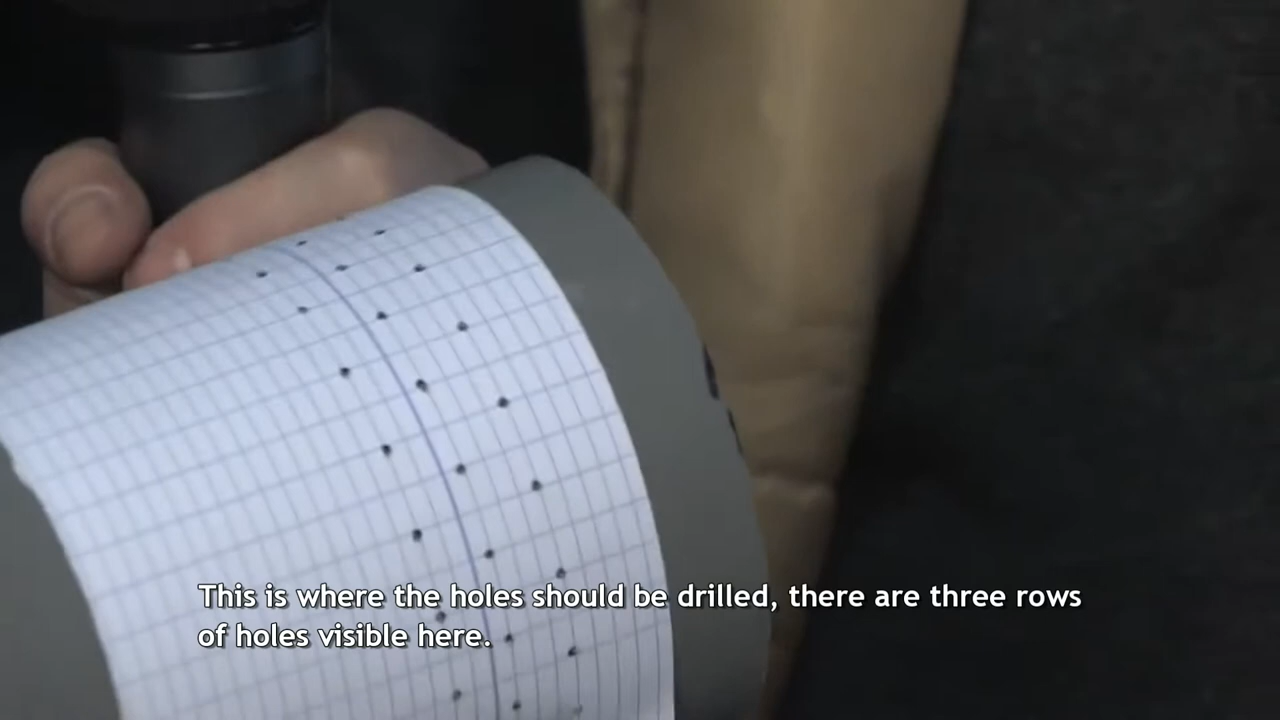 This is where the holes should be drilled, there are three rows
of holes visible here.